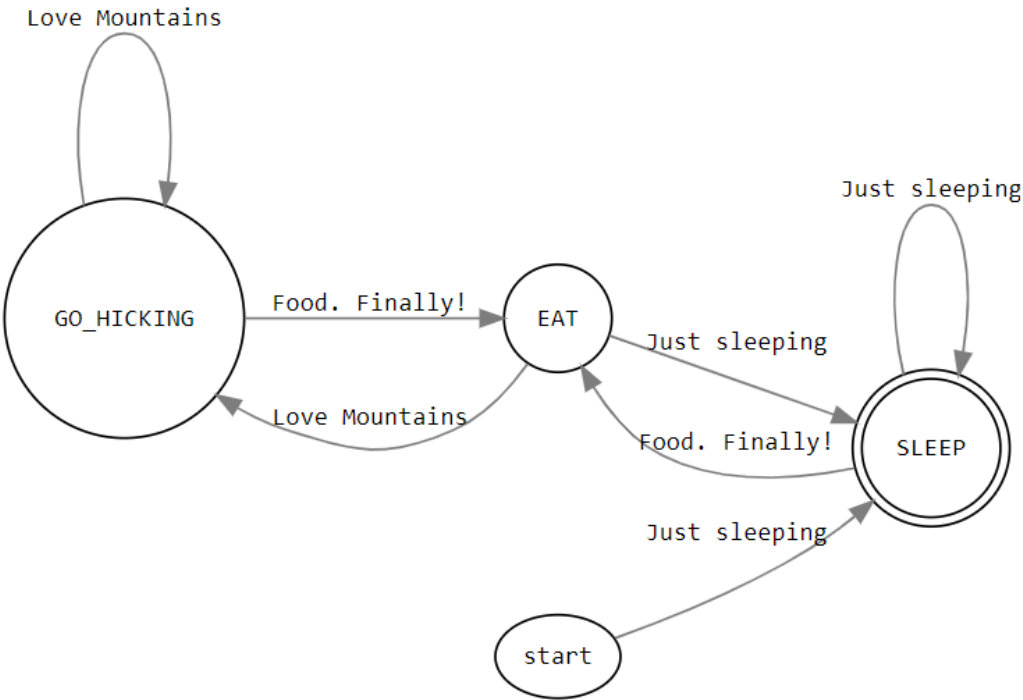 Love Mountains
Just sleeping
Food. Finally!
GO_HICKING
EAT
Just sleeping
Love Mountains
Food. Finally!
SLEEP
Just sleeping
start